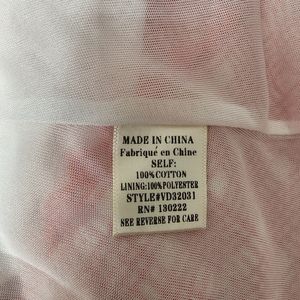 MADE IN CHINA
Fabriqué en Chine
SELF:
100%COTTON
LINING:100%POLYESTER
STYLE#VD32031
RN# 130222
SEE REVERSE FOR CARE